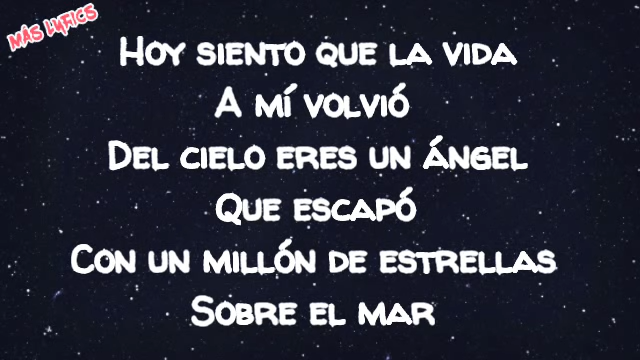 MÁS LYRICS
HOY SIENTO QUE LA VIDA
A MÍ VOLVIÓ
DEL CIELO ERES UN ÁNGEL
QUE ESCAPÓ
CON UN MILLÓN DE ESTRELLAS
SOBRE EL MAR